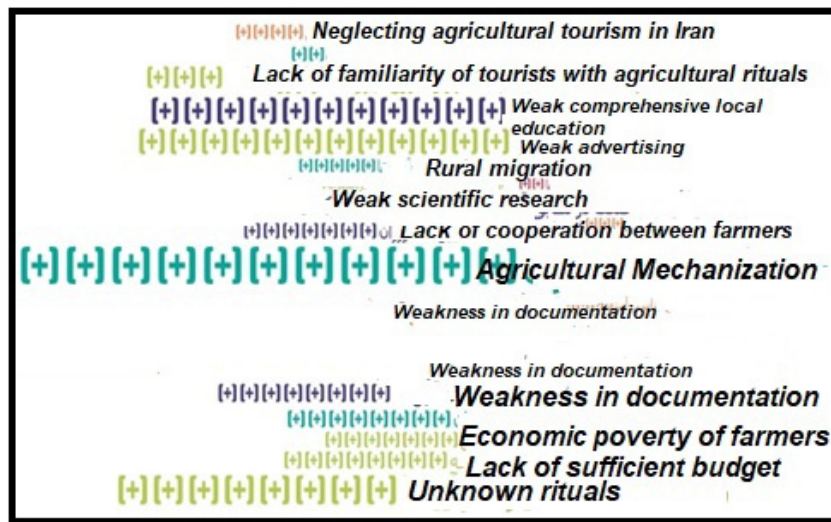 [+][+][+][+] Neglecting agricultural tourism in Iran
[+][+]
[+][+][+] Lack of familiarity of tourists with agricultural rituals
[+][+][+][+][+][+][+][+][+][+][+][+] Weak comprehensive local
education
[+][+][+][+][+][+][+][+][+][+][+][+] Weak advertising
[+][+][+][+][+] Rural migration
[+][+]
Weak scientific research
[+][+][+][+][+][+][+] Lack of cooperation between farmers
[+][+][+][+][+][+][+][+][+][+][+] Agricultural Mechanization
Weakness in documentation
Weakness in documentation
[+][+][+][+][+][+][+][+] Weakness in documentation
[+][+][+][+][+][+][+][+]
[+][+][+][+][+][+][+] Economic poverty of farmers
[+][+][+][+][+][+][+][+] Lack of sufficient budget
[+][+][+][+][+][+][+][+][+] Unknown rituals